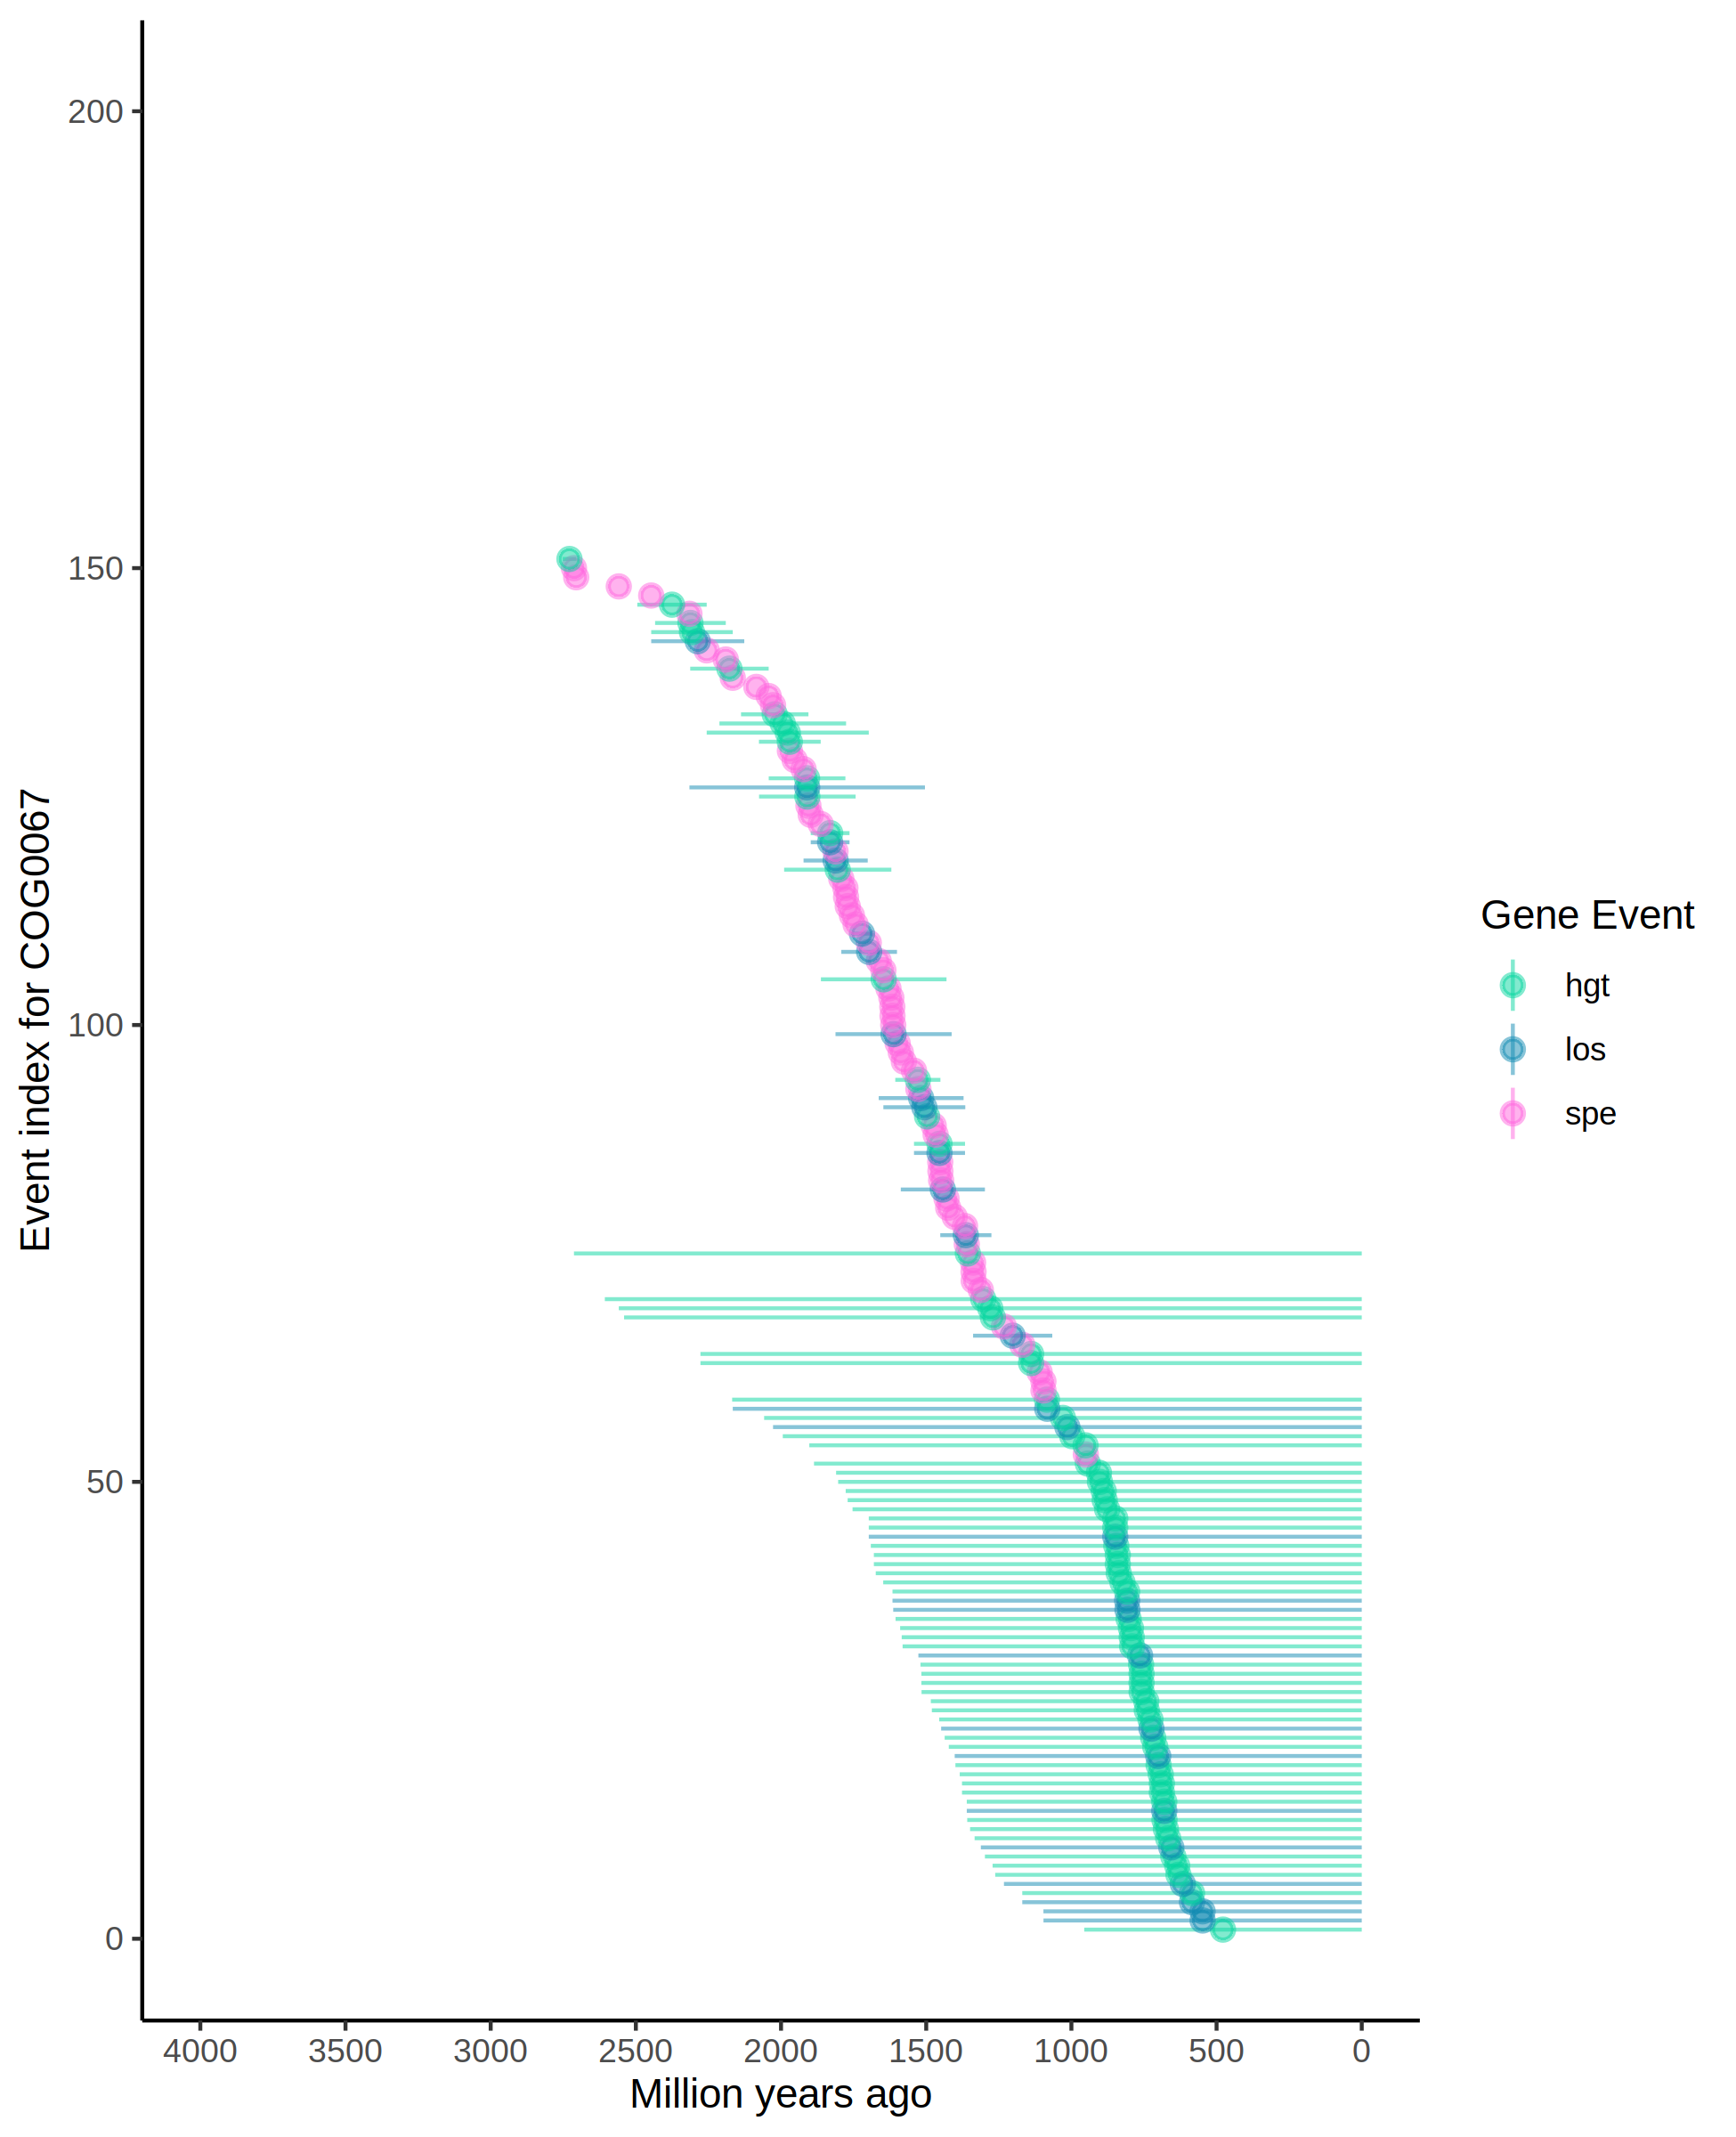 Event index for COG0067
200
150
100
50
0
4000 3500 3000 2500 2000 1500 1000 500 0
Million years ago
Gene Event
hgt
los
spe